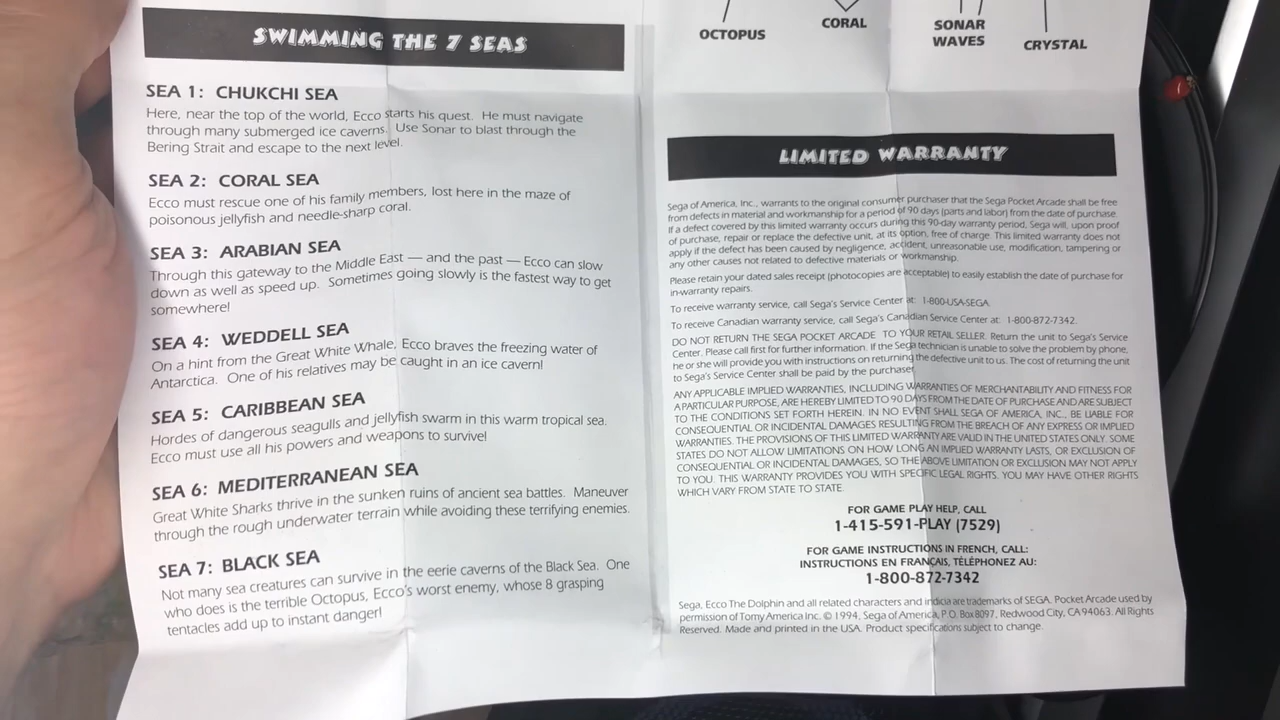 SWIMMING THE 7 SEAS
SEA 1: CHUKCHI SEA
Here, near the top of the world, Ecco starts his quest. He must navigate
through many submerged ice caverns. Use Sonar to blast through the
Bering Strait and escape to the next level.
SEA 2: CORAL SEA
Ecco must rescue one of his family members, lost here in the maze of
poisonous jellyfish and needle-sharp coral.
SEA 3: ARABIAN SEA
Through this gateway to the Middle East — and the past — Ecco can slow
down as well as speed up. Sometimes going slowly is the fastest way to get
somewhere!
SEA 4: WEDDELL SEA
On a hint from the Great White Whale, Ecco braves the freezing water of
Antarctica. One of his relatives may be caught in an ice cavern!
SEA 5: CARIBBEAN SEA
Hordes of dangerous seagulls and jellyfish swarm in this warm tropical sea.
Ecco must use all his powers and weapons to survive!
SEA 6: MEDITERRANEAN SEA
Great White Sharks thrive in the sunken ruins of ancient sea battles. Maneuver
through the rough underwater terrain while avoiding these terrifying enemies.
SEA 7: BLACK SEA
Not many sea creatures can survive in the eerie caverns of the Black Sea. One
who does is the terrible Octopus, Ecco's worst enemy, whose 8 grasping
tentacles add up to instant danger!
OCTOPUS
CORAL
SONAR
WAVES
CRYSTAL
LIMITED WARRANTY
Sega of America, Inc., warrants to the original consumer purchaser that the Sega Pocket Arcade shall be free
from defects in material and workmanship for a period of 90 days (parts and labor) from the date of purchase.
If a defect covered by this limited warranty occurs during this 90-day warranty period, Sega will, upon proof
of purchase, repair or replace the defective unit, at its option, free of charge. This limited warranty does not
apply if the defect has been caused by negligence, accident, unreasonable use, modification, tampering or
any other causes not related to defective materials or workmanship.
Please retain your dated sales receipt (photocopies are acceptable) to easily establish the date of purchase for
in-warranty repairs.
To receive warranty service, call Sega's Service Center at: 1-800-USA-SEGA.
To receive Canadian warranty service, call Sega's Canadian Service Center at: 1-800-872-7342.
DO NOT RETURN THE SEGA POCKET ARCADE TO YOUR RETAIL SELLER. Return the unit to Sega's Service
Center. Please call first for further information. If the Sega technician is unable to solve the problem by phone,
he or she will provide you with instructions on returning the defective unit to us. The cost of returning the unit
to Sega's Service Center shall be paid by the purchaser.
ANY APPLICABLE IMPLIED WARRANTIES, INCLUDING WARRANTIES OF MERCHANTABILITY AND FITNESS FOR
A PARTICULAR PURPOSE, ARE HEREBY LIMITED TO 90 DAYS FROM THE DATE OF PURCHASE AND ARE SUBJECT
TO THE CONDITIONS SET FORTH HEREIN. IN NO EVENT SHALL SEGA OF AMERICA, INC., BE LIABLE FOR
CONSEQUENTIAL OR INCIDENTAL DAMAGES RESULTING FROM THE BREACH OF ANY EXPRESS OR IMPLIED
WARRANTIES. THE PROVISIONS OF THIS LIMITED WARRANTY ARE VALID IN THE UNITED STATES ONLY. SOME
STATES DO NOT ALLOW LIMITATIONS ON HOW LONG AN IMPLIED WARRANTY LASTS, OR EXCLUSION OF
CONSEQUENTIAL OR INCIDENTAL DAMAGES, SO THE ABOVE LIMITATION OR EXCLUSION MAY NOT APPLY
TO YOU. THIS WARRANTY PROVIDES YOU WITH SPECIFIC LEGAL RIGHTS. YOU MAY HAVE OTHER RIGHTS
WHICH VARY FROM STATE TO STATE.
FOR GAME PLAY HELP, CALL
1-415-591-PLAY (7529)
FOR GAME INSTRUCTIONS IN FRENCH, CALL:
INSTRUCTIONS EN FRANÇAIS, TÉLÉPHONEZ AU:
1-800-872-7342
Sega, Ecco The Dolphin and all related characters and indicia are trademarks of SEGA. Pocket Arcade used by
permission of Tomy America Inc. © 1994, Sega of America, P.O. Box 8097, Redwood City, CA 94063. All Rights
Reserved. Made and printed in the USA. Product specifications subject to change.